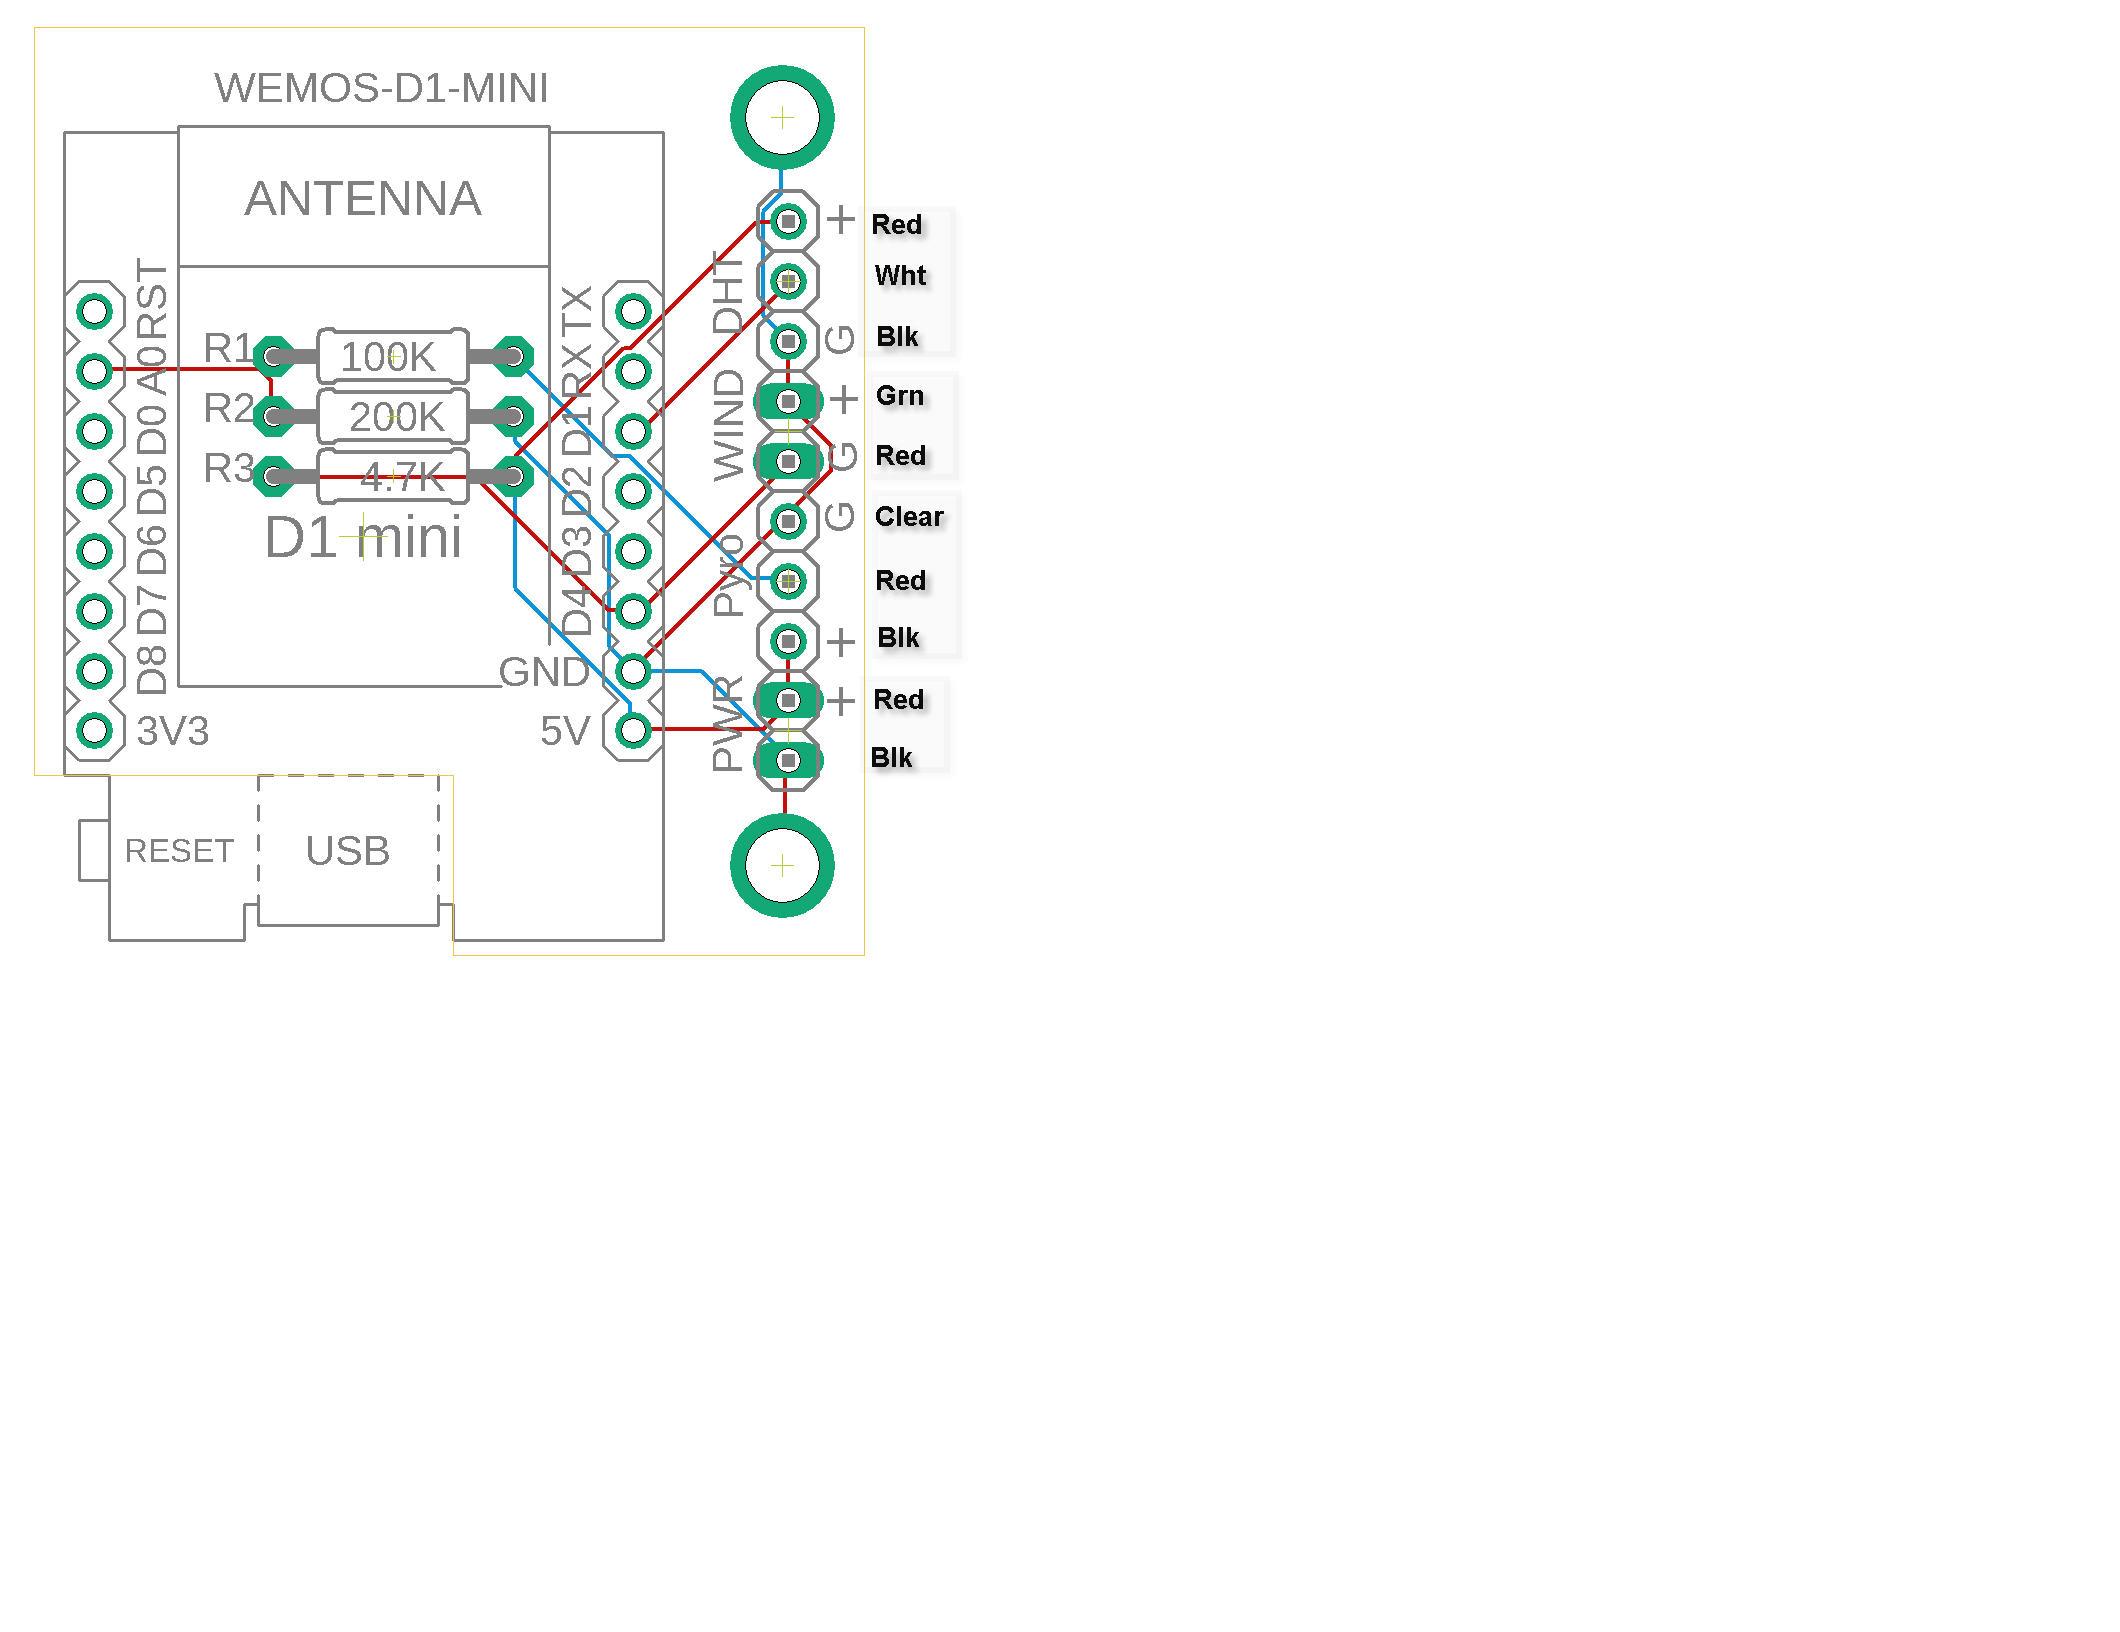 WEMOS-D1-MINI
ANTENNA
RST
A0
D0
D5
D6
D7
D8
3V3
R1
100K
R2
200K
R3
4.7K
D1 mini
TX
RX
D1
D2
D3
D4
GND
5V
RESET
USB
DHT
WIND
Pyro
PWR
+ Red
Wht
G Blk
+ Grn
G Red
G Clear
Red
+ Blk
+ Red
Blk